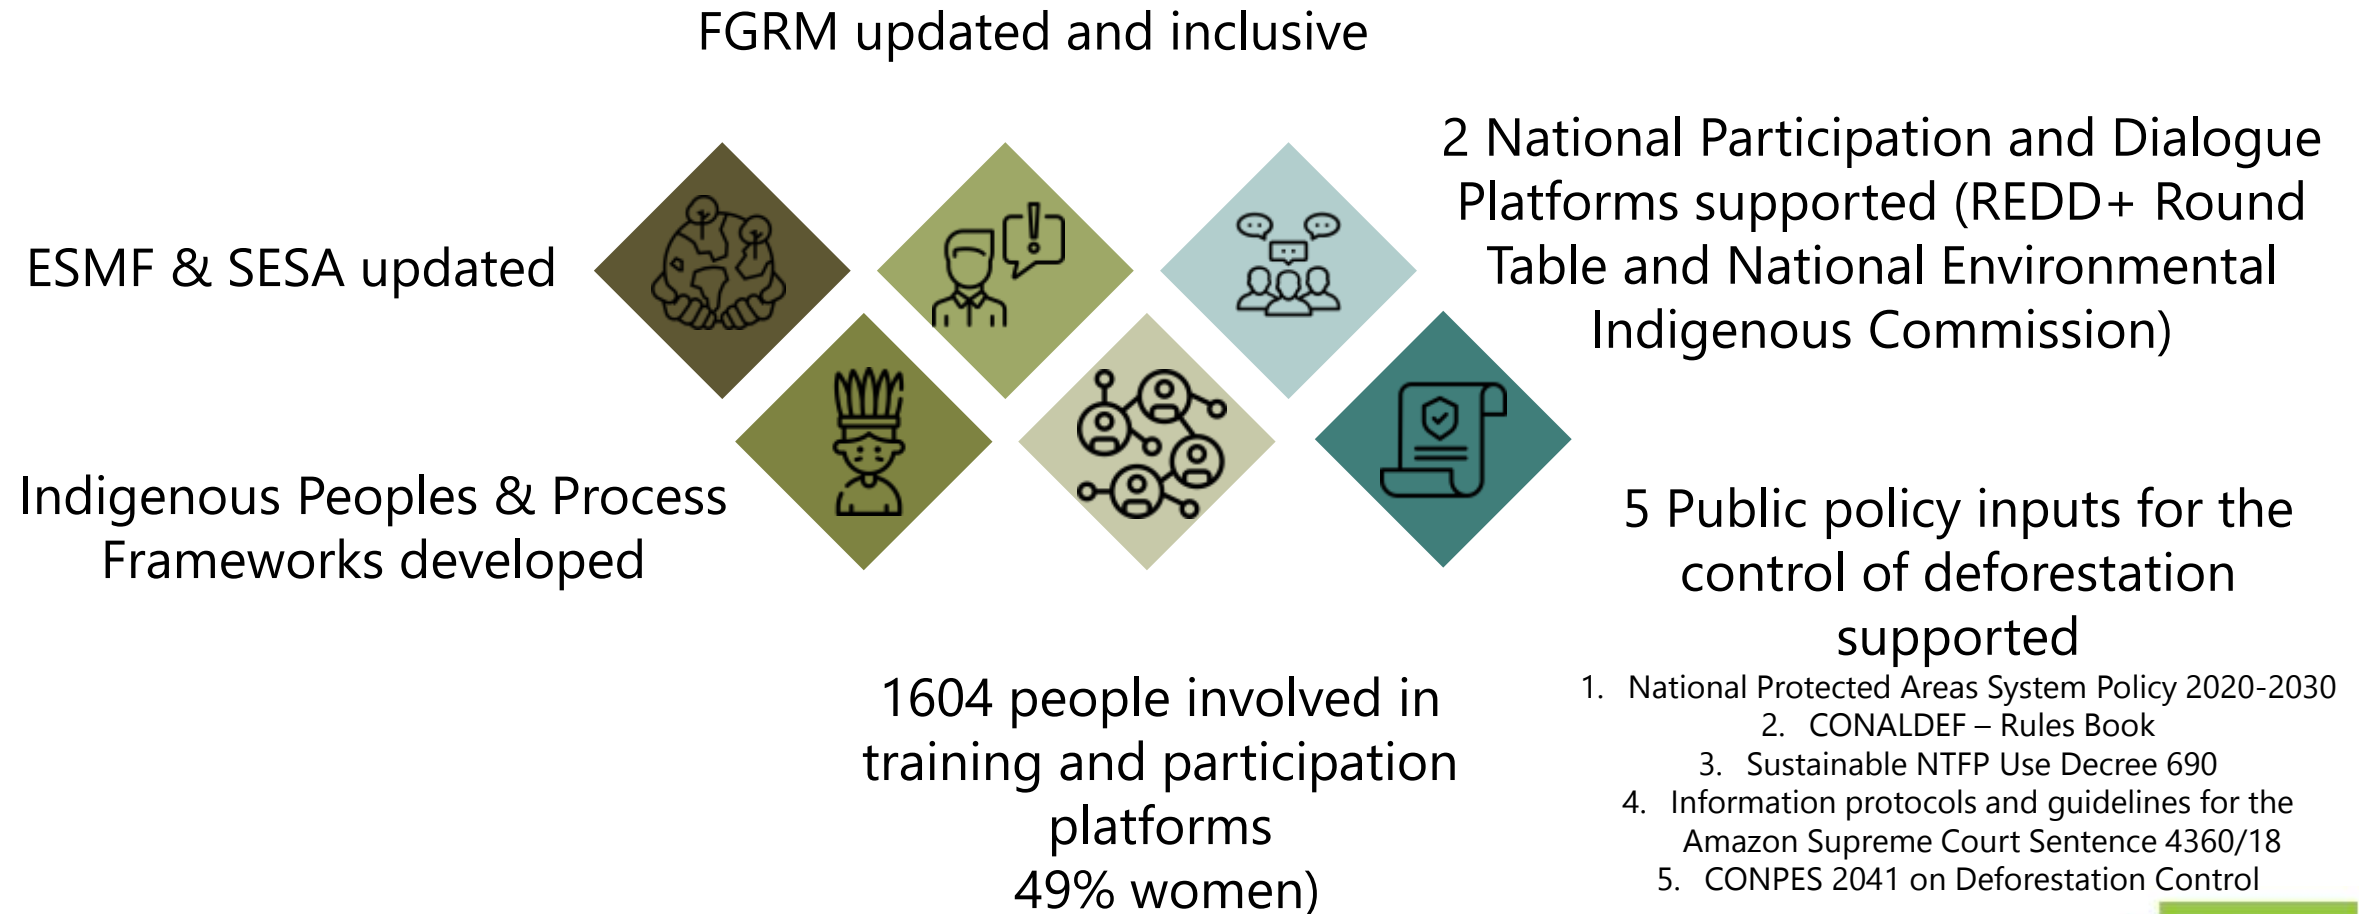 FGRM updated and inclusive
ESMF & SESA updated
2 National Participation and Dialogue
Platforms supported (REDD+ Round
Table and National Environmental
Indigenous Commission)
Indigenous Peoples & Process
Frameworks developed
1604 people involved in
training and participation
platforms
49% women)
5 Public policy inputs for the
control of deforestation
supported
1. National Protected Areas System Policy 2020-2030
2. CONALDEF – Rules Book
3. Sustainable NTFP Use Decree 690
4. Information protocols and guidelines for the
Amazon Supreme Court Sentence 4360/18
5. CONPES 2041 on Deforestation Control